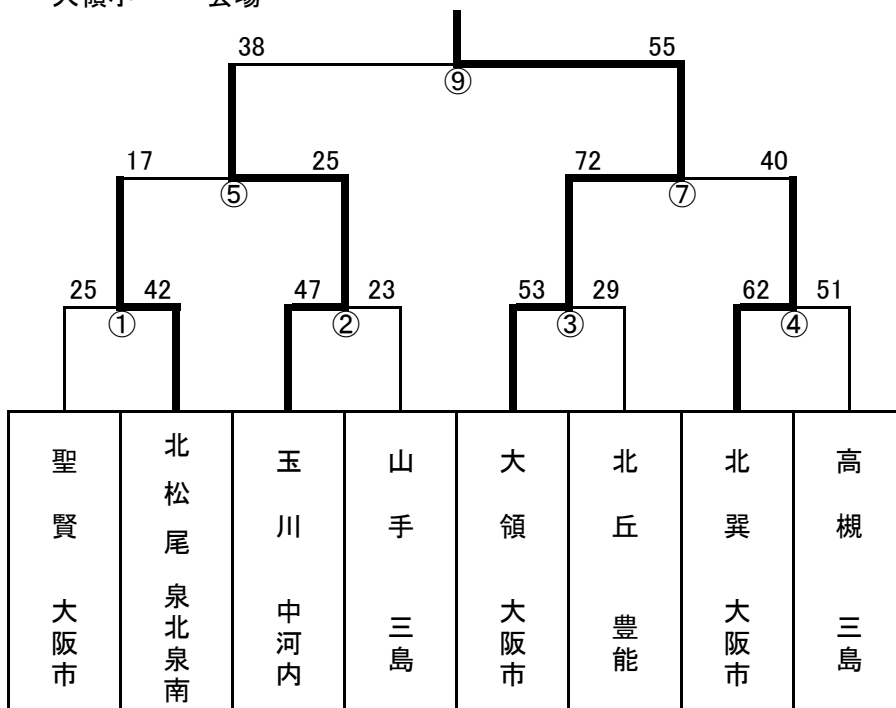 38 55
⑨
17 25 72 40
⑤ ⑦
25 42 47 23 53 29 62 51
① ② ③ ④
聖賢 大阪市
北松尾 泉北泉南
玉川 中河内
山手 三島
大領 大阪市
北丘 豊能
北巽 大阪市
高槻 三島